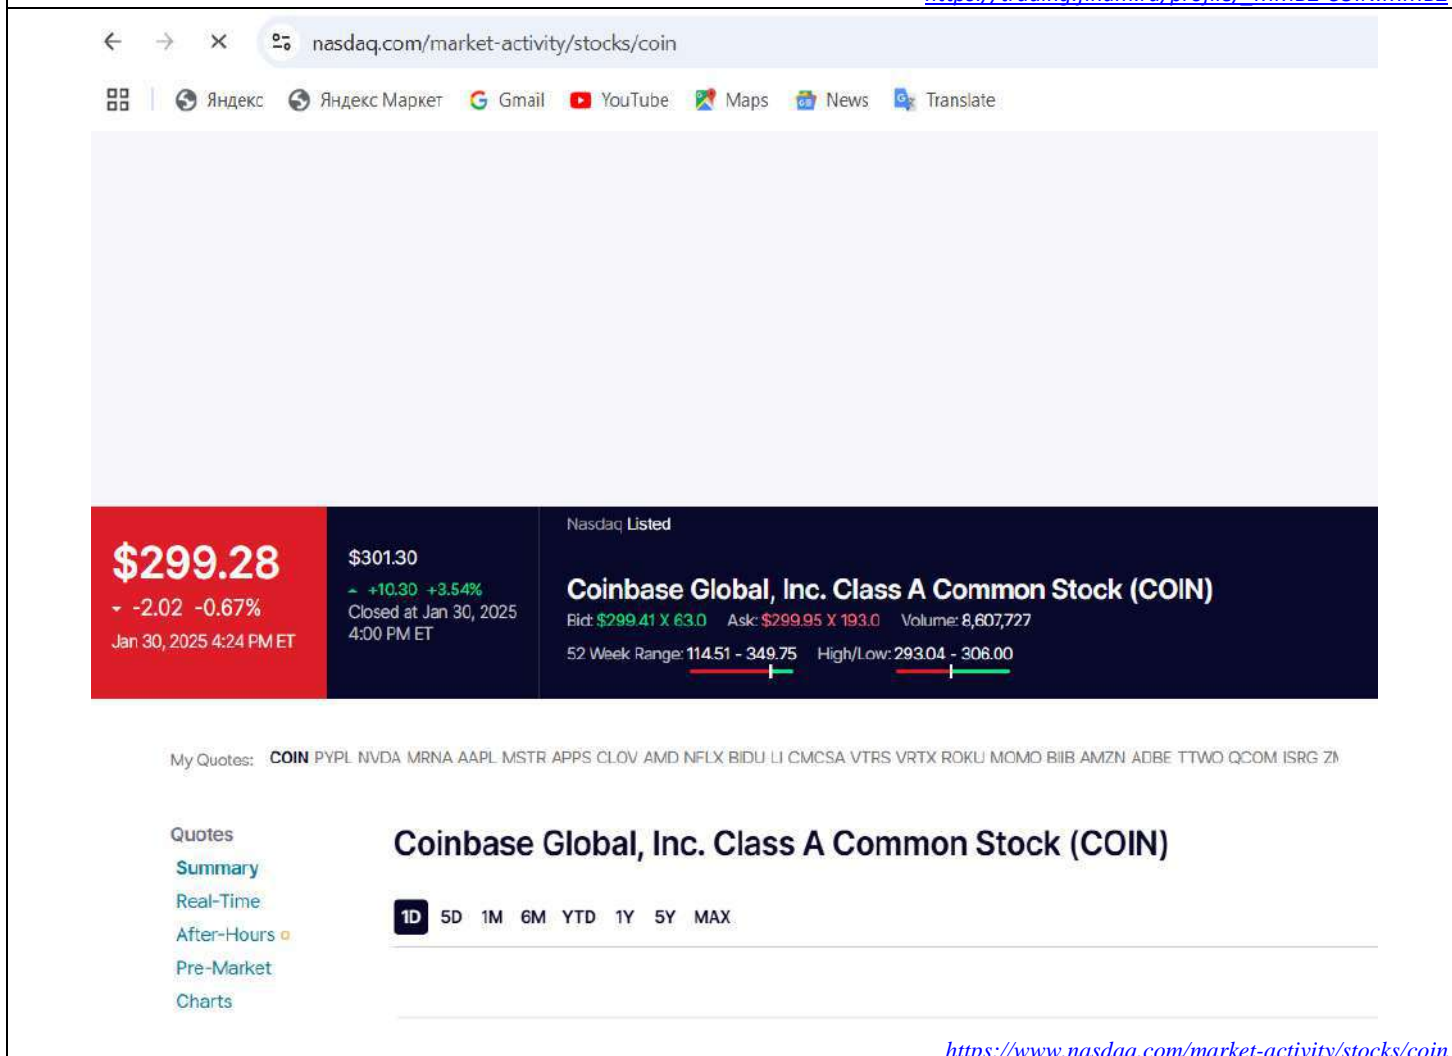 nasdaq.com/market-activity/stocks/coin
Яндекс Яндекс Маркет Gmail YouTube Maps News Translate
Nasdaq Listed
$299.28
-2.02 -0.67%
Jan 30, 2025 4:24 PM ET
$301.30
+10.30 +3.54%
Closed at Jan 30, 2025
4:00 PM ET
Coinbase Global, Inc. Class A Common Stock (COIN)
Bid: $299.41 X 63.0 Ask: $299.95 X 193.0 Volume: 8,607,727
52 Week Range: 114.51 - 349.75 High/Low: 293.04 - 306.00
My Quotes: COIN PYPL NVDA MRNA AAPL MSTR APPS CLOV AMD NFLX BIDU LI CMCSA VTRS VRTX ROKU MOMO BIIB AMZN ADBE TTWO QCOM ISRG
Quotes
Summary
Real-Time
After-Hours
Pre-Market
Charts
Coinbase Global, Inc. Class A Common Stock (COIN)
1D 5D 1M 6M YTD 1Y 5Y MAX
https://www.nasdaq.com/market-activity/stocks/coin